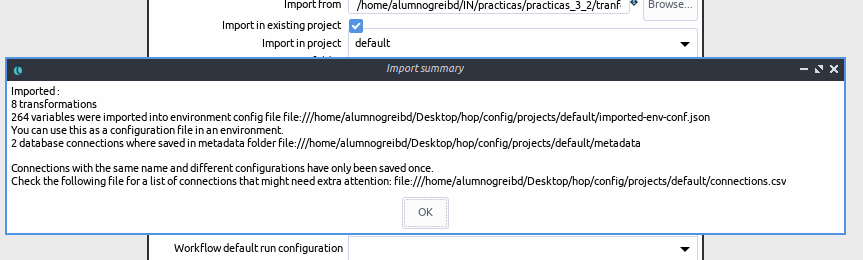 Import from
/home/alumnogreibd/IN/practicas/practicas_3_2/tranf
Browse...
Import in existing project
Import in project
default
Import summary
Imported :
8 transformations
264 variables were imported into environment config file file:///home/alumnogreibd/Desktop/hop/config/projects/default/imported-env-conf.json
You can use this as a configuration file in an environment.
2 database connections where saved in metadata folder file:///home/alumnogreibd/Desktop/hop/config/projects/default/metadata
Connections with the same name and different configurations have only been saved once.
Check the following file for a list of connections that might need extra attention: file:///home/alumnogreibd/Desktop/hop/config/projects/default/connections.csv
OK
Workflow default run configuration